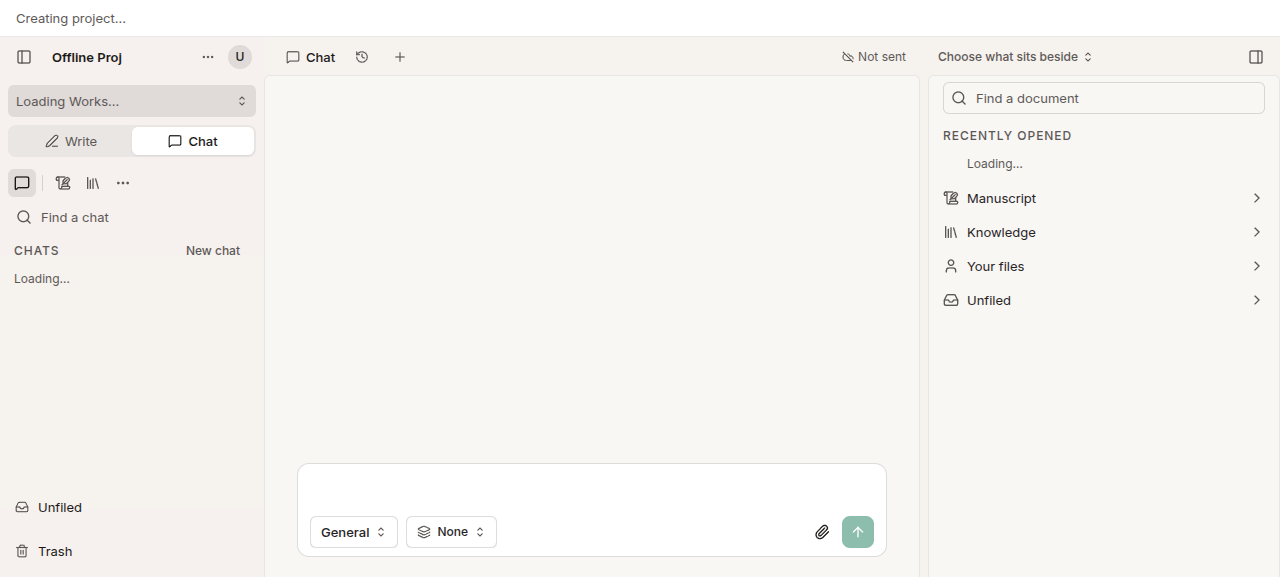 Creating project...
Offline Proj
U
Chat
Not sent
Choose what sits beside
Loading Works...
Write
Chat
Find a chat
CHATS
New chat
Loading...
Unfiled
Trash
General
None
Find a document
RECENTLY OPENED
Loading...
Manuscript
Knowledge
Your files
Unfiled